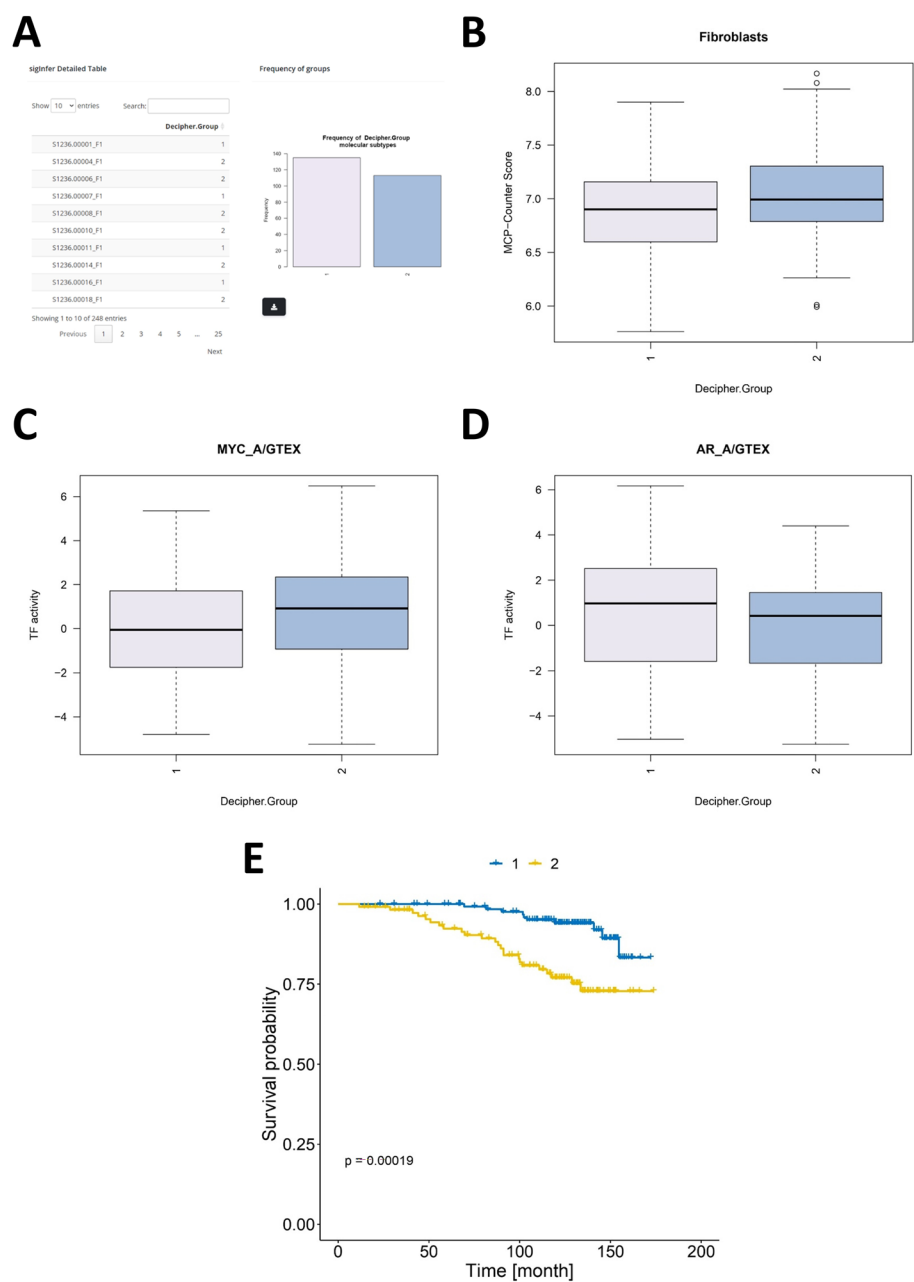 A
sigInfer Detailed Table
Show 10 entries Search:
Decipher.Group
S1236.00001_F1 1
S1236.00004_F1 2
S1236.00006_F1 2
S1236.00007_F1 1
S1236.00008_F1 2
S1236.00010_F1 2
S1236.00011_F1 1
S1236.00014_F1 2
S1236.00016_F1 1
S1236.00018_F1 2
Showing 1 to 10 of 248 entries
Previous 1 2 3 4 5 ... 25
Next
Frequency of groups
Frequency of Decipher.Group
molecular subtypes
Frequency
140
120
100
80
60
40
20
0
1 2
B
Fibroblasts
MCP-Counter Score
8.0
7.5
7.0
6.5
6.0
1 2
Decipher.Group
C
MYC_A/GTEX
TF activity
6
4
2
0
−2
−4
1 2
Decipher.Group
D
AR_A/GTEX
TF activity
6
4
2
0
−2
−4
1 2
Decipher.Group
E
1 2
Survival probability
1.00
0.75
0.50
0.25
0.00
p = 0.00019
0 50 100 150 200
Time [month]